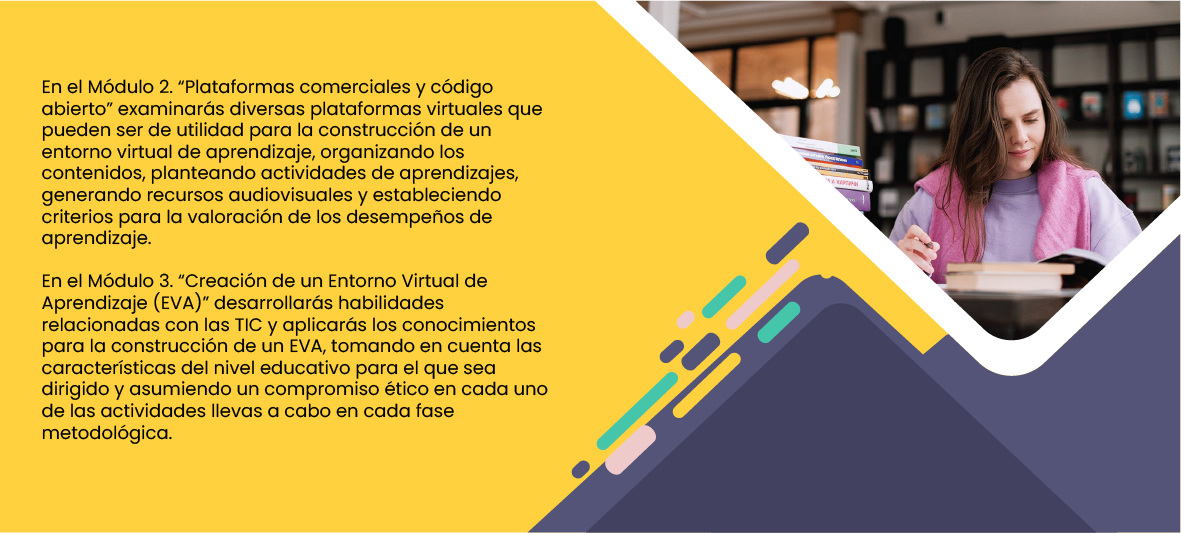 En el Módulo 2. “Plataformas comerciales y código
abierto” examinarás diversas plataformas virtuales que
pueden ser de utilidad para la construcción de un
entorno virtual de aprendizaje, organizando los
contenidos, planteando actividades de aprendizajes,
generando recursos audiovisuales y estableciendo
criterios para la valoración de los desempeños de
aprendizaje.
En el Módulo 3. “Creación de un Entorno Virtual de
Aprendizaje (EVA)” desarrollarás habilidades
relacionadas con las TIC y aplicarás los conocimientos
para la construcción de un EVA, tomando en cuenta las
características del nivel educativo para el que sea
dirigido y asumiendo un compromiso ético en cada uno
de las actividades llevas a cabo en cada fase
metodológica.